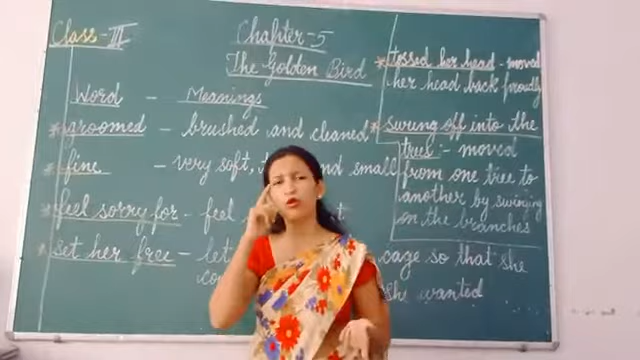 Class - III
Chapter - 5
The Golden Bird
Word - Meanings
*groomed - brushed and cleaned
*fine - very soft, and small
*feel sorry for - feel
*set her free - let
cage so that she
she wanted
*tossed her head - moved
her head back proudly
*swung off into the
trees :- moved
from one tree to
another by swinging
on the branches